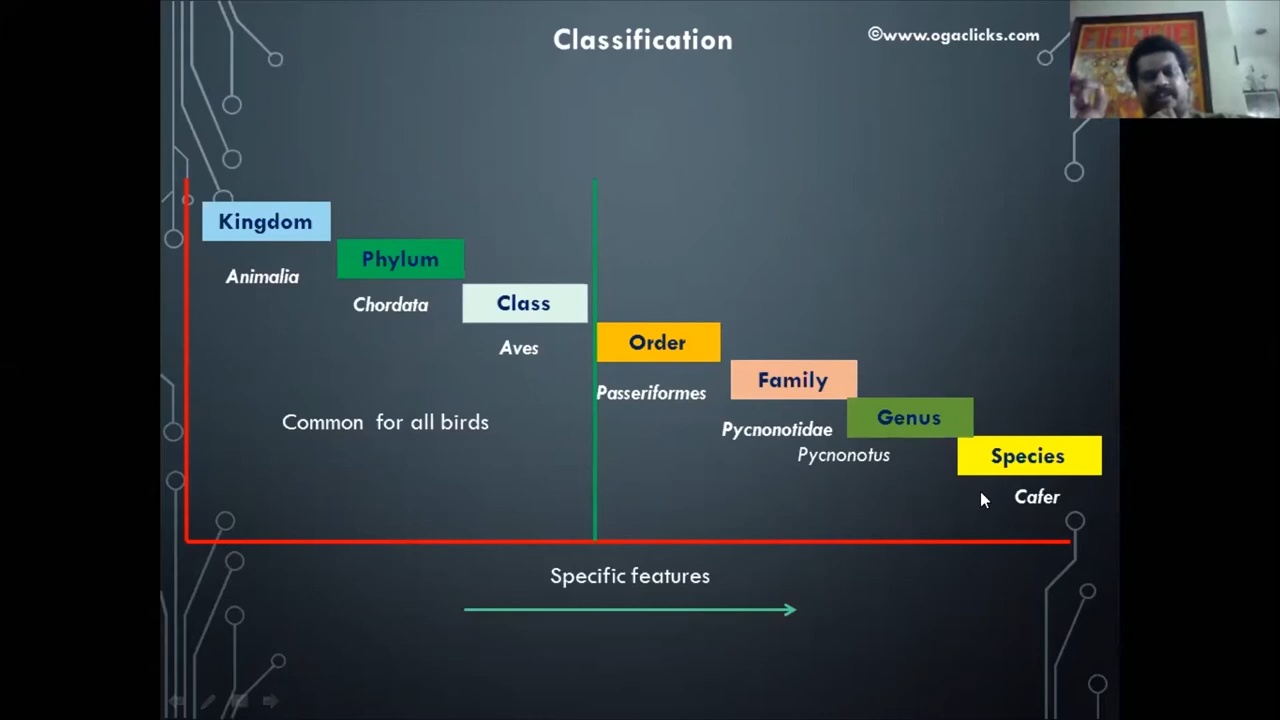 Classification
©www.ogaclicks.com
Kingdom
Animalia
Phylum
Chordata
Class
Aves
Order
Passeriformes
Family
Pycnonotidae
Genus
Pycnonotus
Species
Cafer
Common for all birds
Specific features